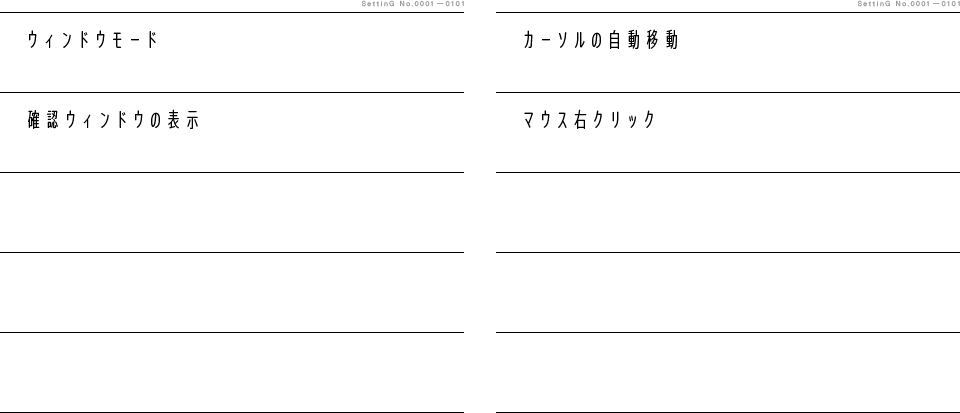 SettinG No.0001—0101
ウィンドウモード
確認ウィンドウの表示
SettinG No.0001—0101
カーソルの自動移動
マウス右クリック